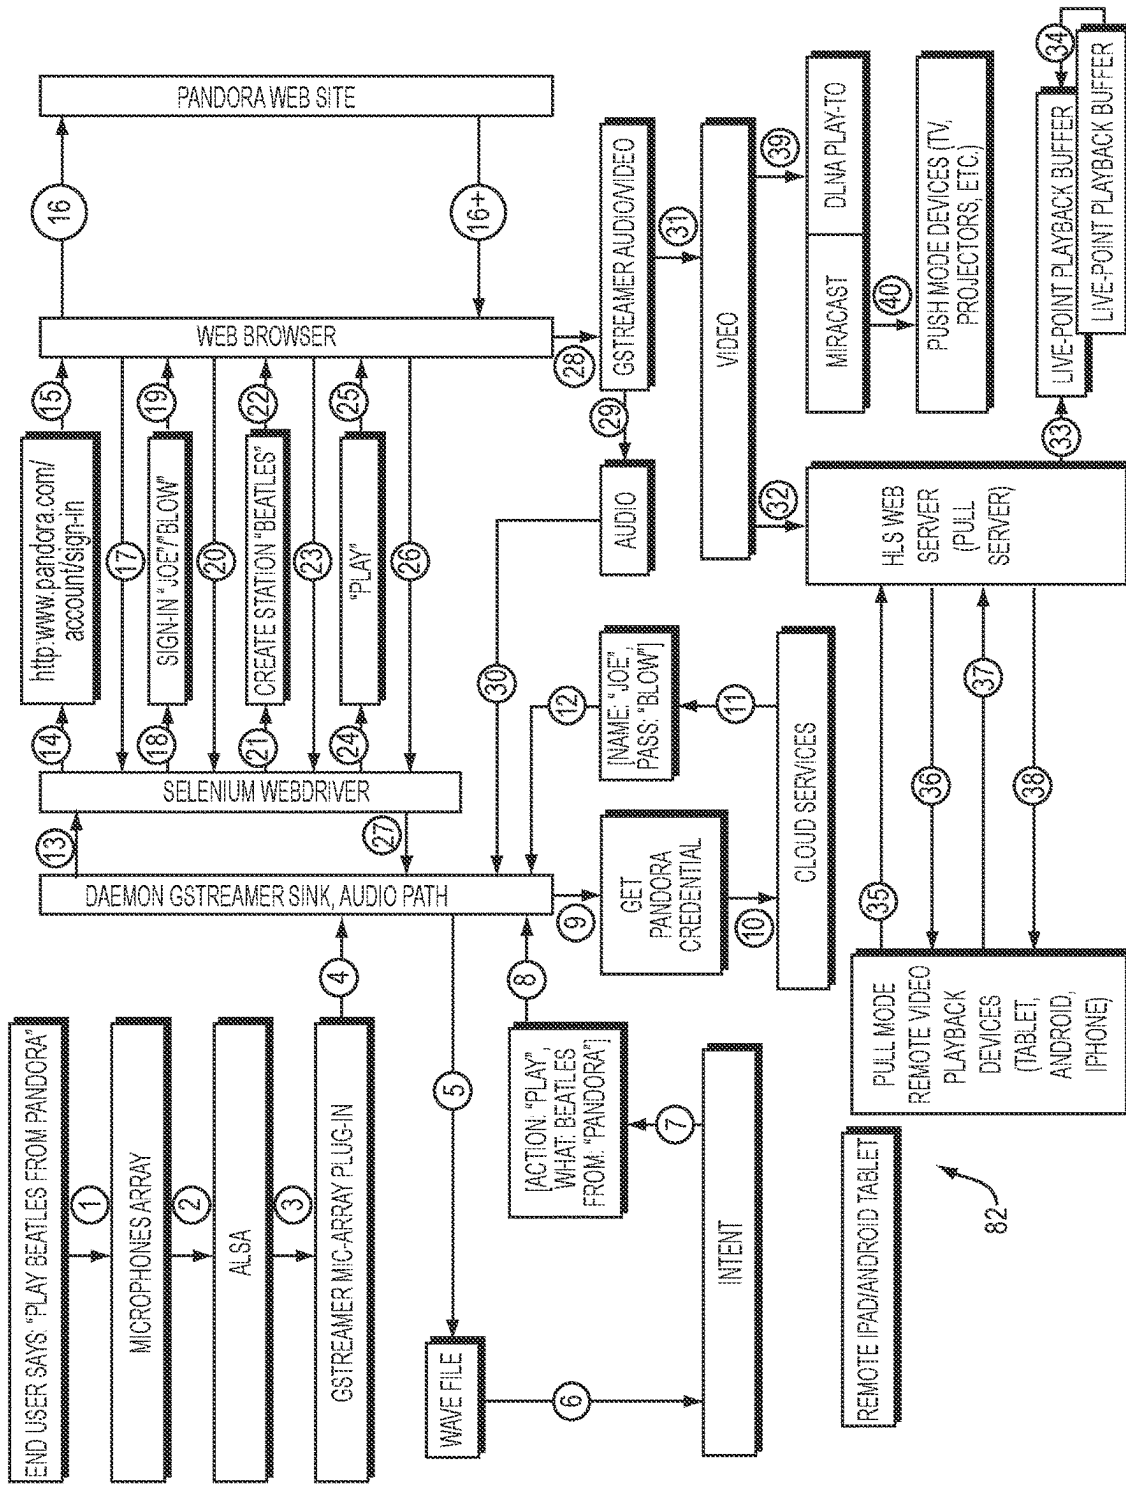 END USER SAYS: "PLAY BEATLES FROM PANDORA"
1
MICROPHONES ARRAY
2
ALSA
3
GSTREAMER MIC-ARRAY PLUG-IN
4
DAEMON GSTREAMER SINK, AUDIO PATH
5
WAVE FILE
6
INTENT
7
[ACTION: "PLAY",
WHAT: BEATLES
FROM: "PANDORA"]
8
9
GET
PANDORA
CREDENTIAL
10
CLOUD SERVICES
11
[NAME: "JOE",
PASS: "BLOW"]
12
13
SELENIUM WEBDRIVER
14
http:www.pandora.com/
account/sign-in
15
WEB BROWSER
16
PANDORA WEB SITE
16+
17
18
SIGN-IN "JOE"/"BLOW"
19
20
21
CREATE STATION "BEATLES"
22
23
24
"PLAY"
25
26
27
28
GSTREAMER AUDIO/VIDEO
29
AUDIO
30
31
VIDEO
32
HLS WEB
SERVER
(PULL
SERVER)
33
LIVE-POINT PLAYBACK BUFFER
34
LIVE-POINT PLAYBACK BUFFER
35
36
37
38
PULL MODE
REMOTE VIDEO
PLAYBACK
DEVICES
(TABLET,
ANDROID,
IPHONE)
39
MIRACAST
DLNA PLAY-TO
40
PUSH MODE DEVICES (TV,
PROJECTORS, ETC.)
REMOTE IPAD/ANDROID TABLET
82